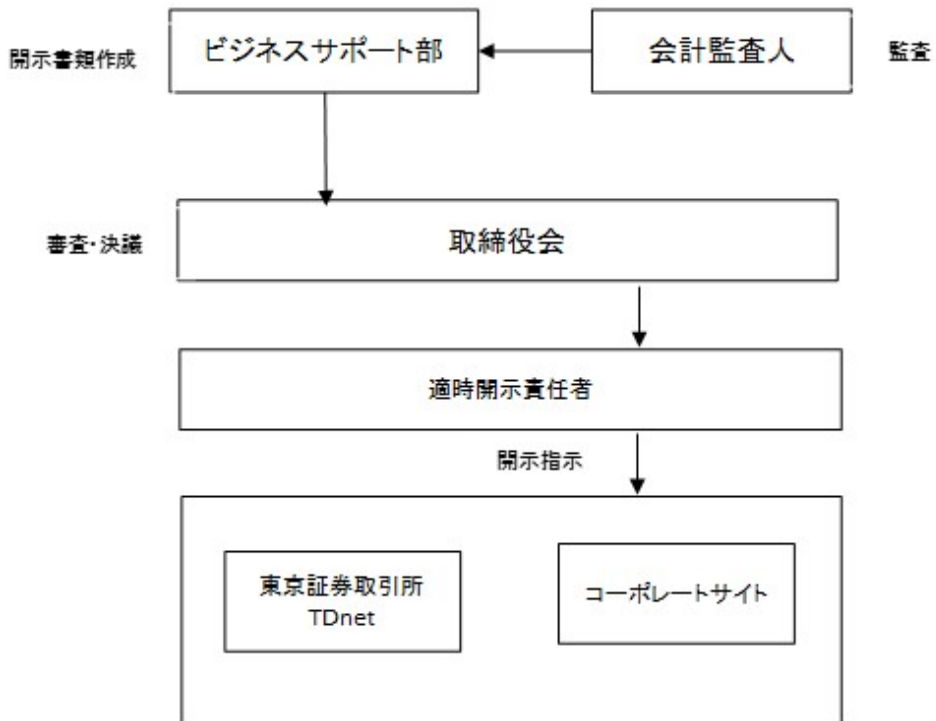 開示書類作成
ビジネスサポート部
会計監査人
監査
審査・決議
取締役会
適時開示責任者
開示指示
東京証券取引所
TDnet
コーポレートサイト